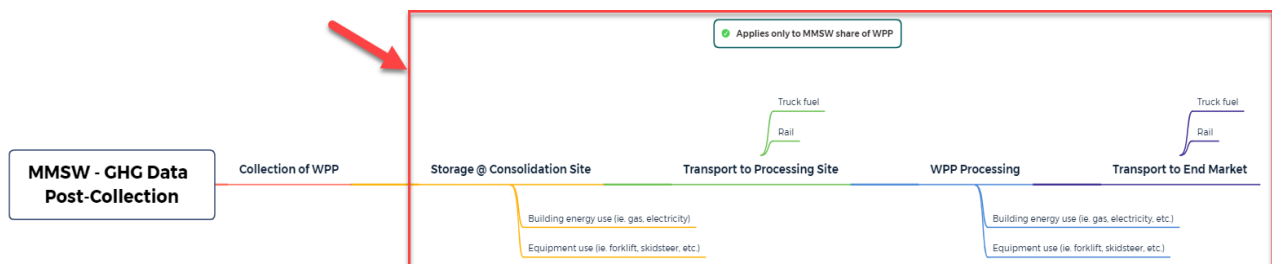 Applies only to MMSW share of WPP
Truck fuel
Rail
Truck fuel
Rail
MMSW - GHG Data
Post-Collection
Collection of WPP
Storage @ Consolidation Site
Transport to Processing Site
WPP Processing
Transport to End Market
Building energy use (ie. gas, electricity)
Equipment use (ie. forklift, skidsteer, etc.)
Building energy use (ie. gas, electricity, etc.)
Equipment use (ie. forklift, skidsteer, etc.)